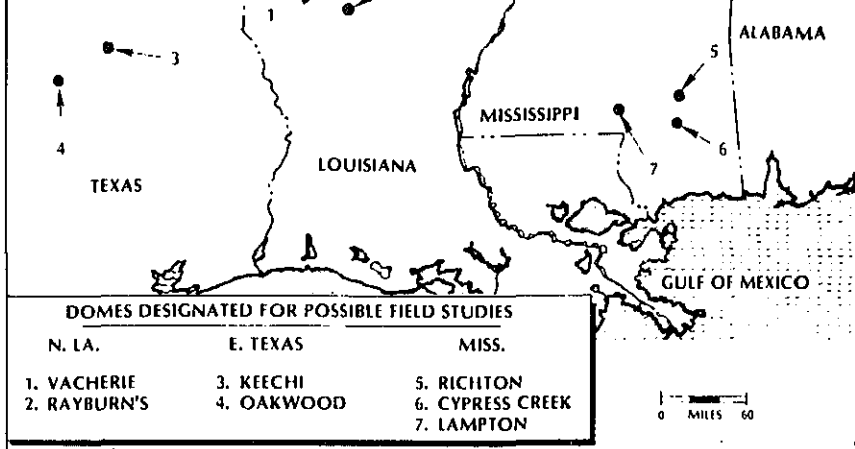 1
ALABAMA
3
5
MISSISSIPPI
4
6
LOUISIANA
7
TEXAS
GULF OF MEXICO
DOMES DESIGNATED FOR POSSIBLE FIELD STUDIES
N. LA. E. TEXAS MISS.
1. VACHERIE 3. KEECHI 5. RICHTON
2. RAYBURN'S 4. OAKWOOD 6. CYPRESS CREEK
7. LAMPTON
0 MILES 60